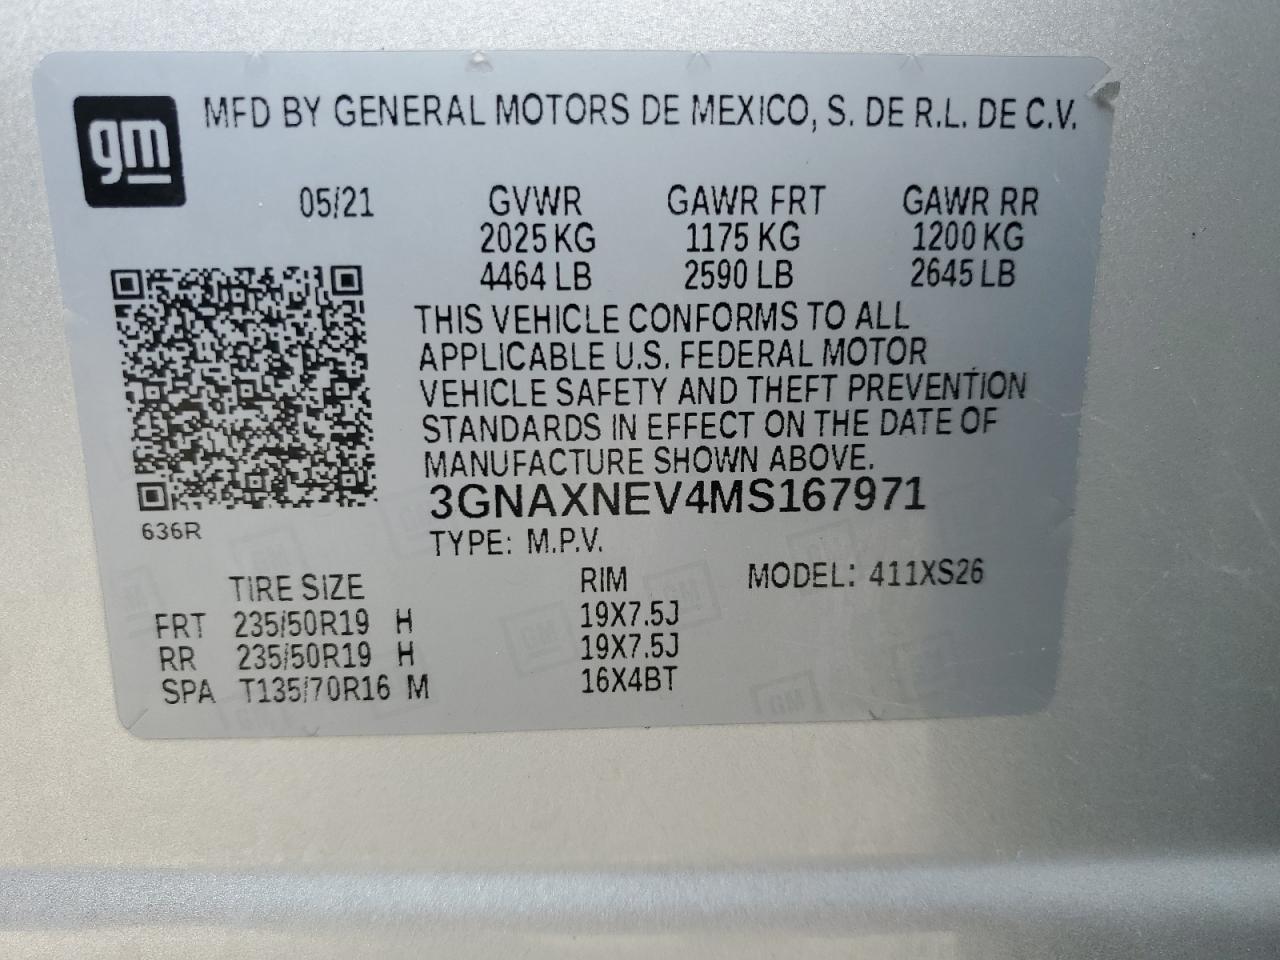 gm
MFD BY GENERAL MOTORS DE MEXICO, S. DE R.L. DE C.V.
05/21 GVWR GAWR FRT GAWR RR
2025 KG 1175 KG 1200 KG
4464 LB 2590 LB 2645 LB
THIS VEHICLE CONFORMS TO ALL
APPLICABLE U.S. FEDERAL MOTOR
VEHICLE SAFETY AND THEFT PREVENTION
STANDARDS IN EFFECT ON THE DATE OF
MANUFACTURE SHOWN ABOVE.
3GNAXNEV4MS167971
636R
TYPE: M.P.V.
TIRE SIZE RIM MODEL: 411XS26
FRT 235/50R19 H 19X7.5J
RR 235/50R19 H 19X7.5J
SPA T135/70R16 M 16X4BT